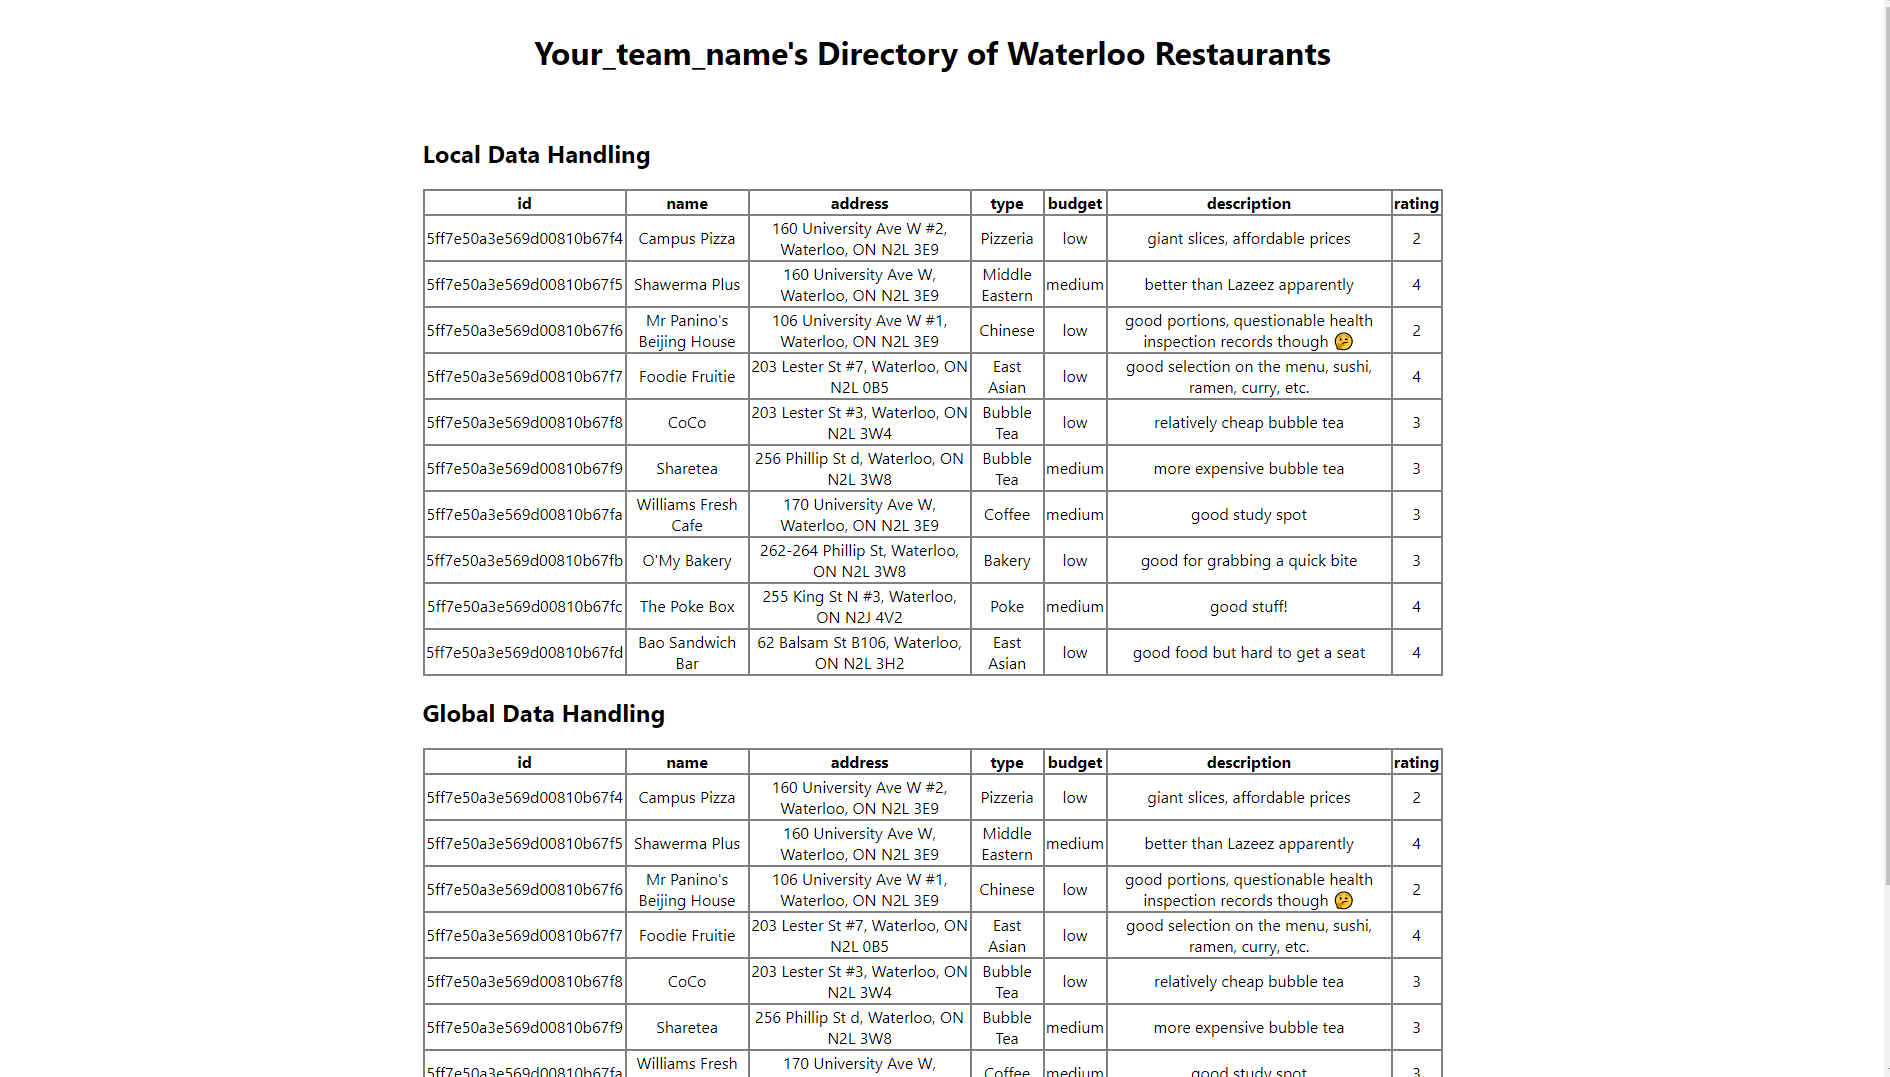 Your_team_name's Directory of Waterloo Restaurants
Local Data Handling
id name address type budget description rating
5ff7e50a3e569d00810b67f4 Campus Pizza 160 University Ave W #2, Waterloo, ON N2L 3E9 Pizzeria low giant slices, affordable prices 2
5ff7e50a3e569d00810b67f5 Shawerma Plus 160 University Ave W, Waterloo, ON N2L 3E9 Middle Eastern medium better than Lazeez apparently 4
5ff7e50a3e569d00810b67f6 Mr Panino's Beijing House 106 University Ave W #1, Waterloo, ON N2L 3E9 Chinese low good portions, questionable health inspection records though 🤔 2
5ff7e50a3e569d00810b67f7 Foodie Fruitie 203 Lester St #7, Waterloo, ON N2L 0B5 East Asian low good selection on the menu, sushi, ramen, curry, etc. 4
5ff7e50a3e569d00810b67f8 CoCo 203 Lester St #3, Waterloo, ON N2L 3W4 Bubble Tea low relatively cheap bubble tea 3
5ff7e50a3e569d00810b67f9 Sharetea 256 Phillip St d, Waterloo, ON N2L 3W8 Bubble Tea medium more expensive bubble tea 3
5ff7e50a3e569d00810b67fa Williams Fresh Cafe 170 University Ave W, Waterloo, ON N2L 3E9 Coffee medium good study spot 3
5ff7e50a3e569d00810b67fb O'My Bakery 262-264 Phillip St, Waterloo, ON N2L 3W8 Bakery low good for grabbing a quick bite 3
5ff7e50a3e569d00810b67fc The Poke Box 255 King St N #3, Waterloo, ON N2J 4V2 Poke medium good stuff! 4
5ff7e50a3e569d00810b67fd Bao Sandwich Bar 62 Balsam St B106, Waterloo, ON N2L 3H2 East Asian low good food but hard to get a seat 4
Global Data Handling
id name address type budget description rating
5ff7e50a3e569d00810b67f4 Campus Pizza 160 University Ave W #2, Waterloo, ON N2L 3E9 Pizzeria low giant slices, affordable prices 2
5ff7e50a3e569d00810b67f5 Shawerma Plus 160 University Ave W, Waterloo, ON N2L 3E9 Middle Eastern medium better than Lazeez apparently 4
5ff7e50a3e569d00810b67f6 Mr Panino's Beijing House 106 University Ave W #1, Waterloo, ON N2L 3E9 Chinese low good portions, questionable health inspection records though 🤔 2
5ff7e50a3e569d00810b67f7 Foodie Fruitie 203 Lester St #7, Waterloo, ON N2L 0B5 East Asian low good selection on the menu, sushi, ramen, curry, etc. 4
5ff7e50a3e569d00810b67f8 CoCo 203 Lester St #3, Waterloo, ON N2L 3W4 Bubble Tea low relatively cheap bubble tea 3
5ff7e50a3e569d00810b67f9 Sharetea 256 Phillip St d, Waterloo, ON N2L 3W8 Bubble Tea medium more expensive bubble tea 3
5ff7e50a3e569d00810b67fa Williams Fresh 170 University Ave W, Coffee medium good study spot 3